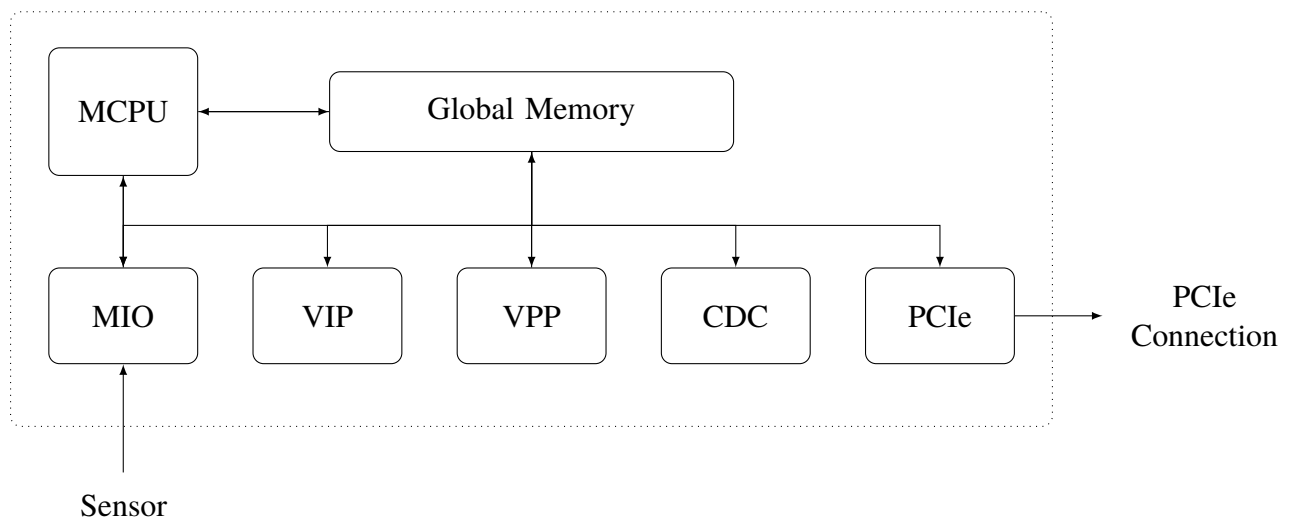 MCPU
Global Memory
MIO
VIP
VPP
CDC
PCIe
PCIe
Connection
Sensor